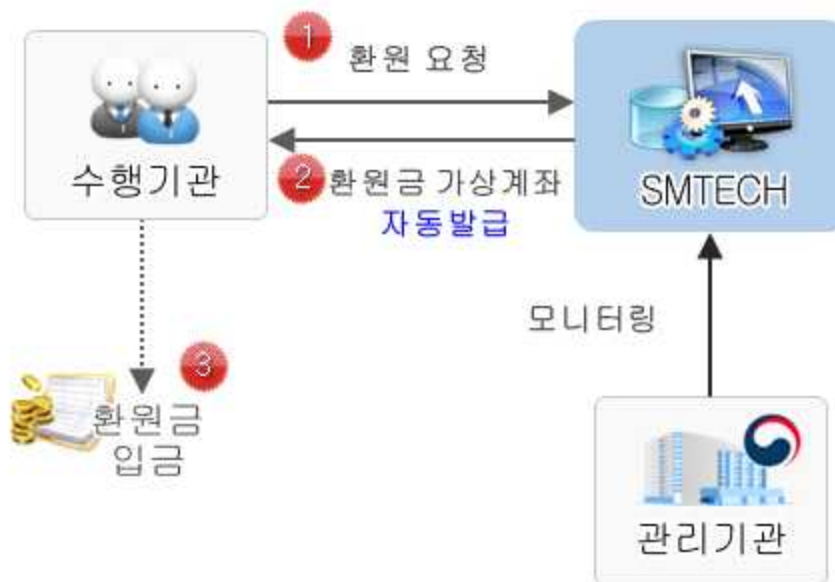 1
환원 요청
수행기관
2 환원금 가상계좌
자동발급
SMTECH
모니터링
3
환원금
입금
관리기관